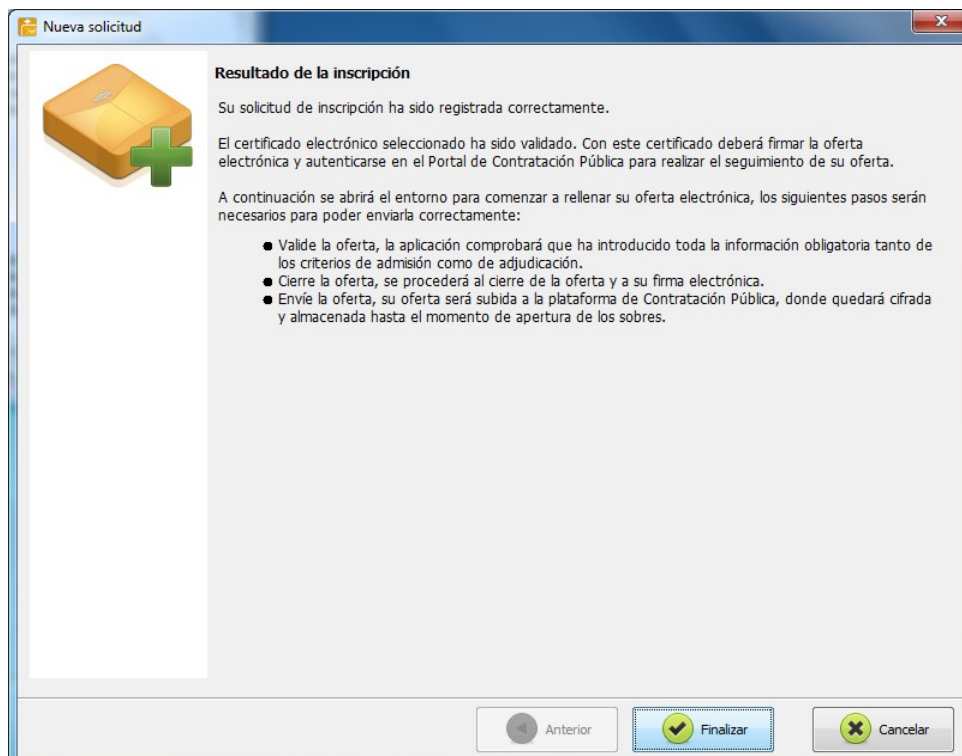 Nueva solicitud
Resultado de la inscripción
Su solicitud de inscripción ha sido registrada correctamente.
El certificado electrónico seleccionado ha sido validado. Con este certificado deberá firmar la oferta
electrónica y autenticarse en el Portal de Contratación Pública para realizar el seguimiento de su oferta.
A continuación se abrirá el entorno para comenzar a rellenar su oferta electrónica, los siguientes pasos serán
necesarios para poder enviarla correctamente:
● Valide la oferta, la aplicación comprobará que ha introducido toda la información obligatoria tanto de
los criterios de admisión como de adjudicación.
● Cierre la oferta, se procederá al cierre de la oferta y a su firma electrónica.
● Envíe la oferta, su oferta será subida a la plataforma de Contratación Pública, donde quedará cifrada
y almacenada hasta el momento de apertura de los sobres.
Anterior Finalizar Cancelar